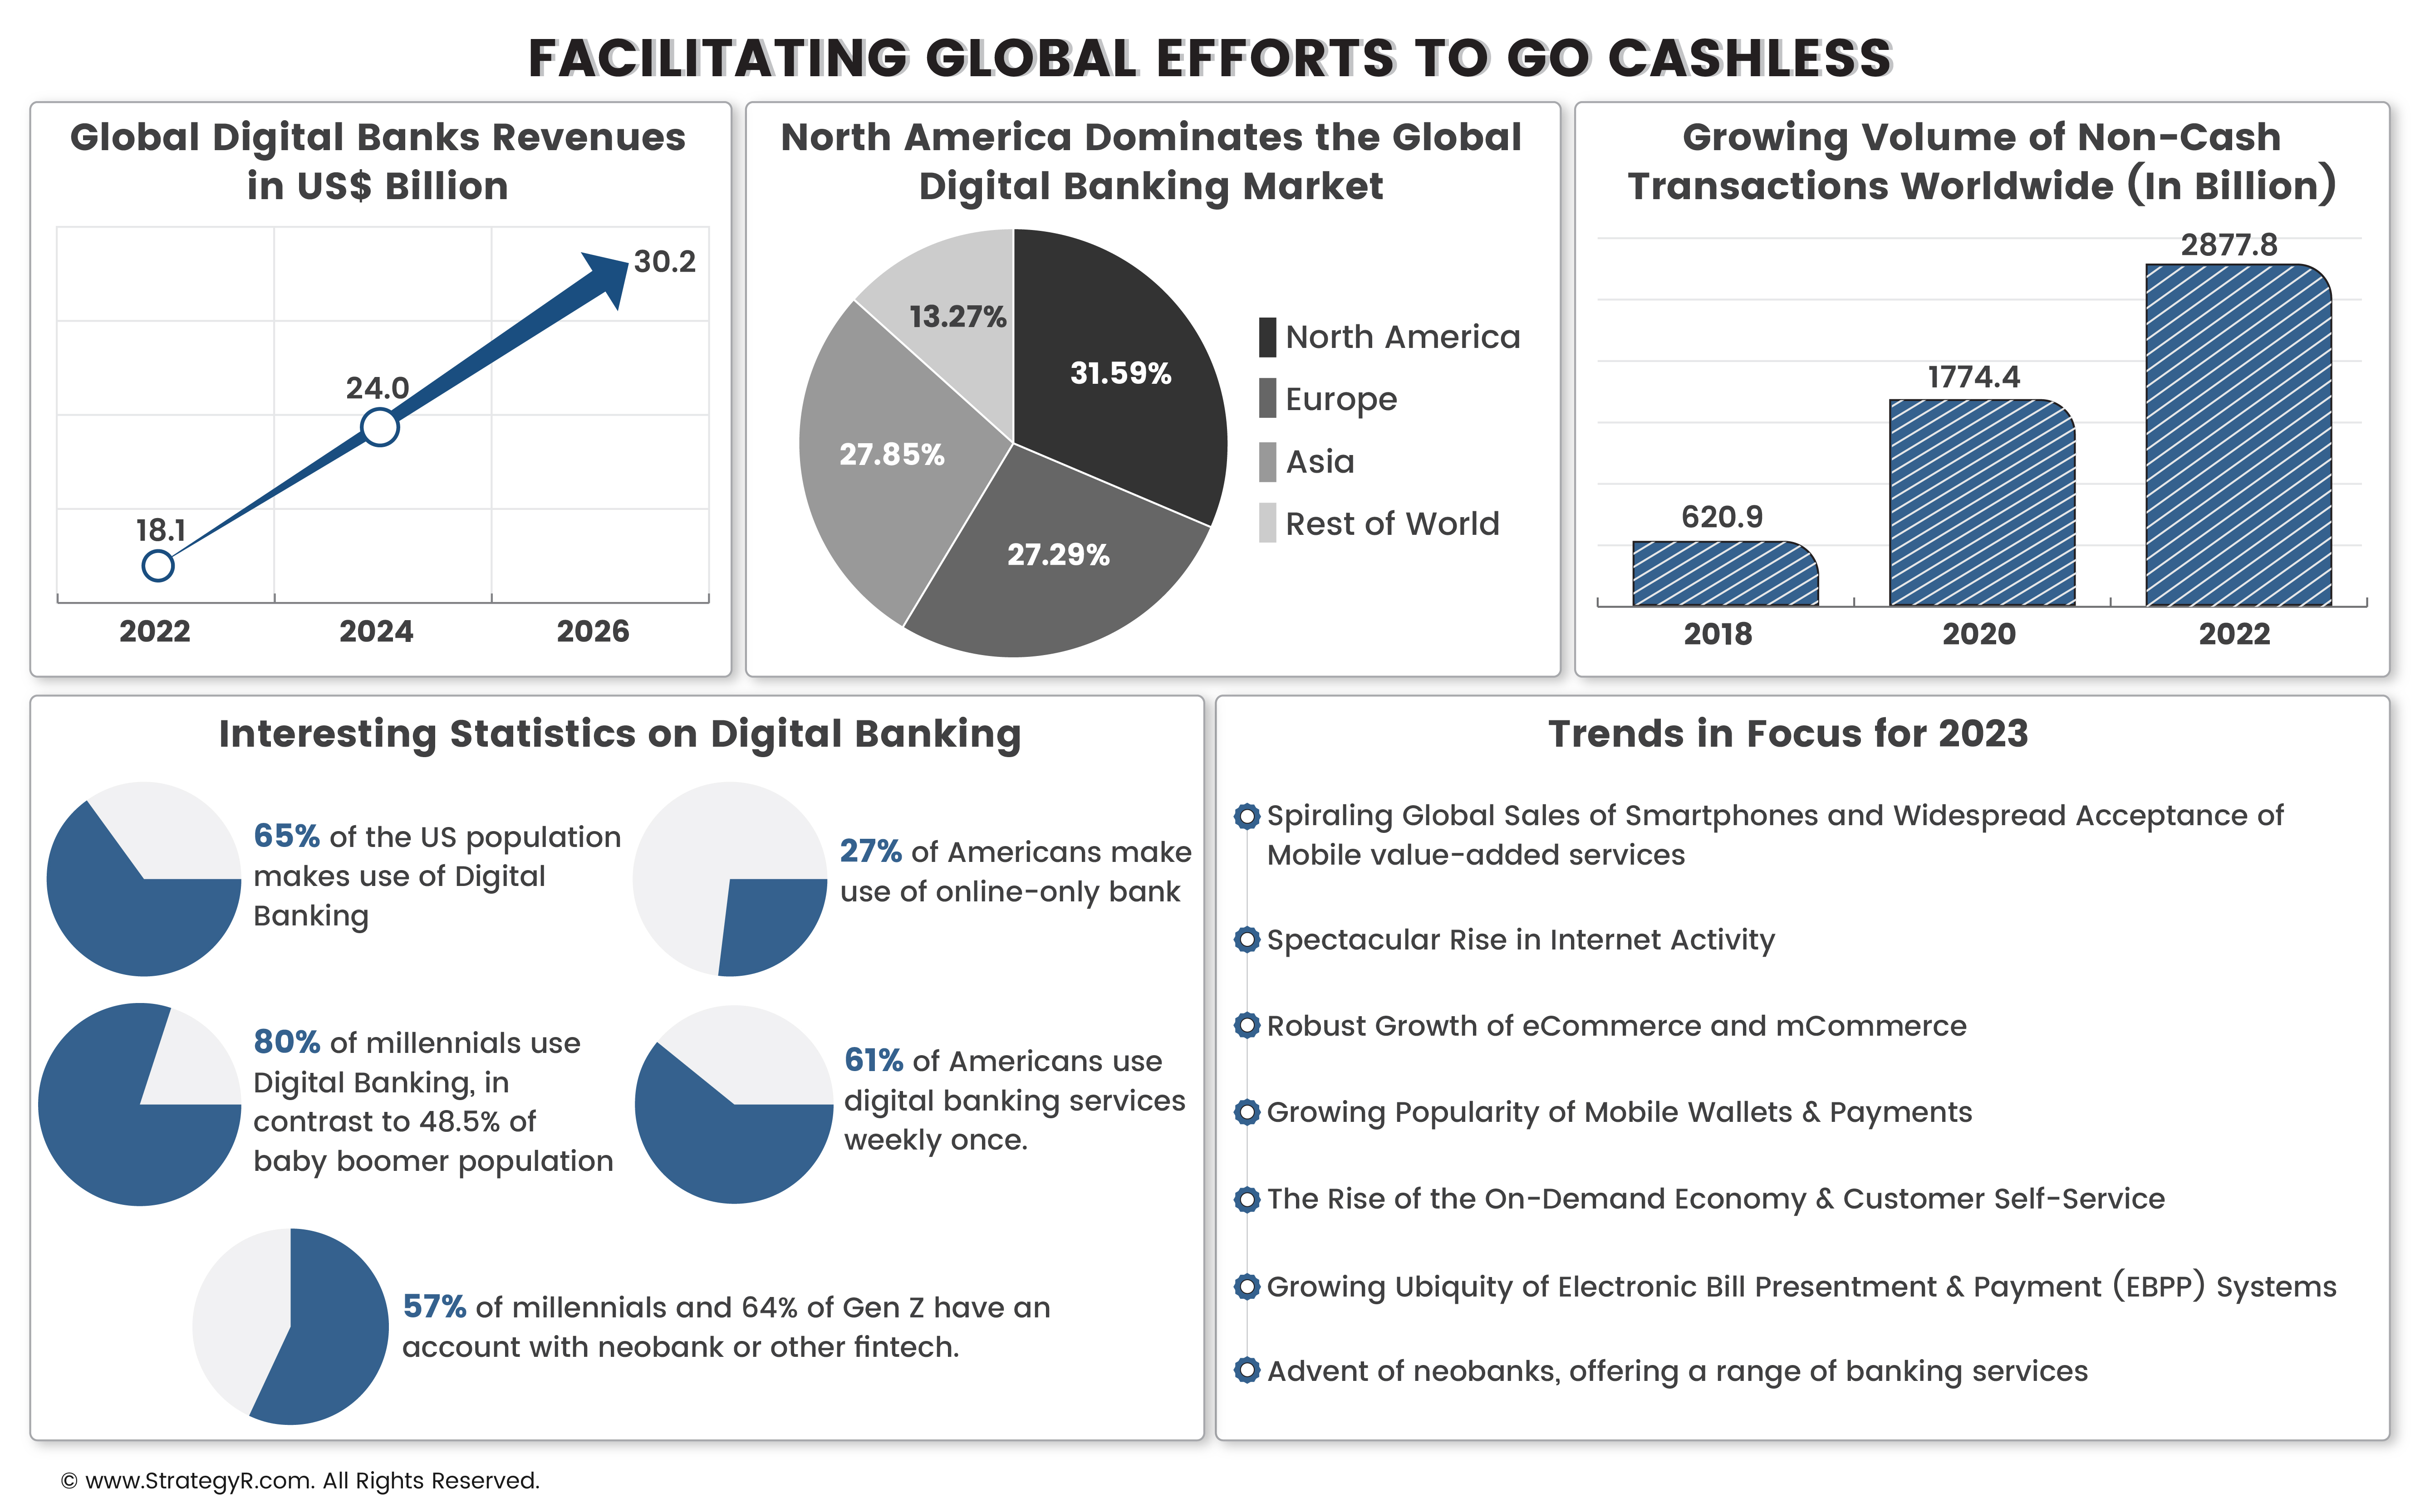 FACILITATING GLOBAL EFFORTS TO GO CASHLESS
Global Digital Banks Revenues
in US$ Billion
30.2
24.0
18.1
2022
2024
2026
North America Dominates the Global
Digital Banking Market
13.27%
31.59%
27.85%
27.29%
North America
Europe
Asia
Rest of World
Growing Volume of Non-Cash
Transactions Worldwide (In Billion)
2877.8
1774.4
620.9
2018
2020
2022
Interesting Statistics on Digital Banking
65% of the US population
makes use of Digital
Banking
27% of Americans make
use of online-only bank
80% of millennials use
Digital Banking, in
contrast to 48.5% of
baby boomer population
61% of Americans use
digital banking services
weekly once.
57% of millennials and 64% of Gen Z have an
account with neobank or other fintech.
Trends in Focus for 2023
Spiraling Global Sales of Smartphones and Widespread Acceptance of
Mobile value-added services
Spectacular Rise in Internet Activity
Robust Growth of eCommerce and mCommerce
Growing Popularity of Mobile Wallets & Payments
The Rise of the On-Demand Economy & Customer Self-Service
Growing Ubiquity of Electronic Bill Presentment & Payment (EBPP) Systems
Advent of neobanks, offering a range of banking services
© www.StrategyR.com. All Rights Reserved.